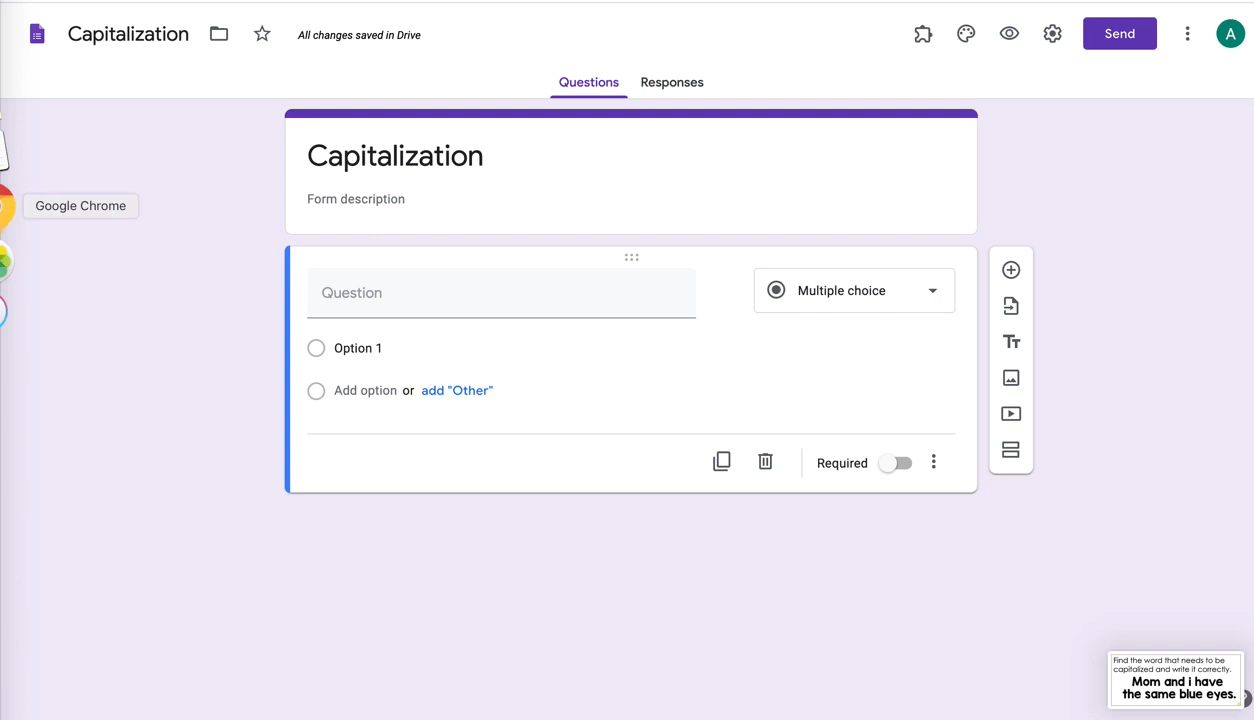 Capitalization
All changes saved in Drive
Send
A
Questions
Responses
Capitalization
Form description
Google Chrome
Question
Multiple choice
Option 1
Add option or add "Other"
Required
Find the word that needs to be
capitalized and write it correctly.
Mom and i have
the same blue eyes.